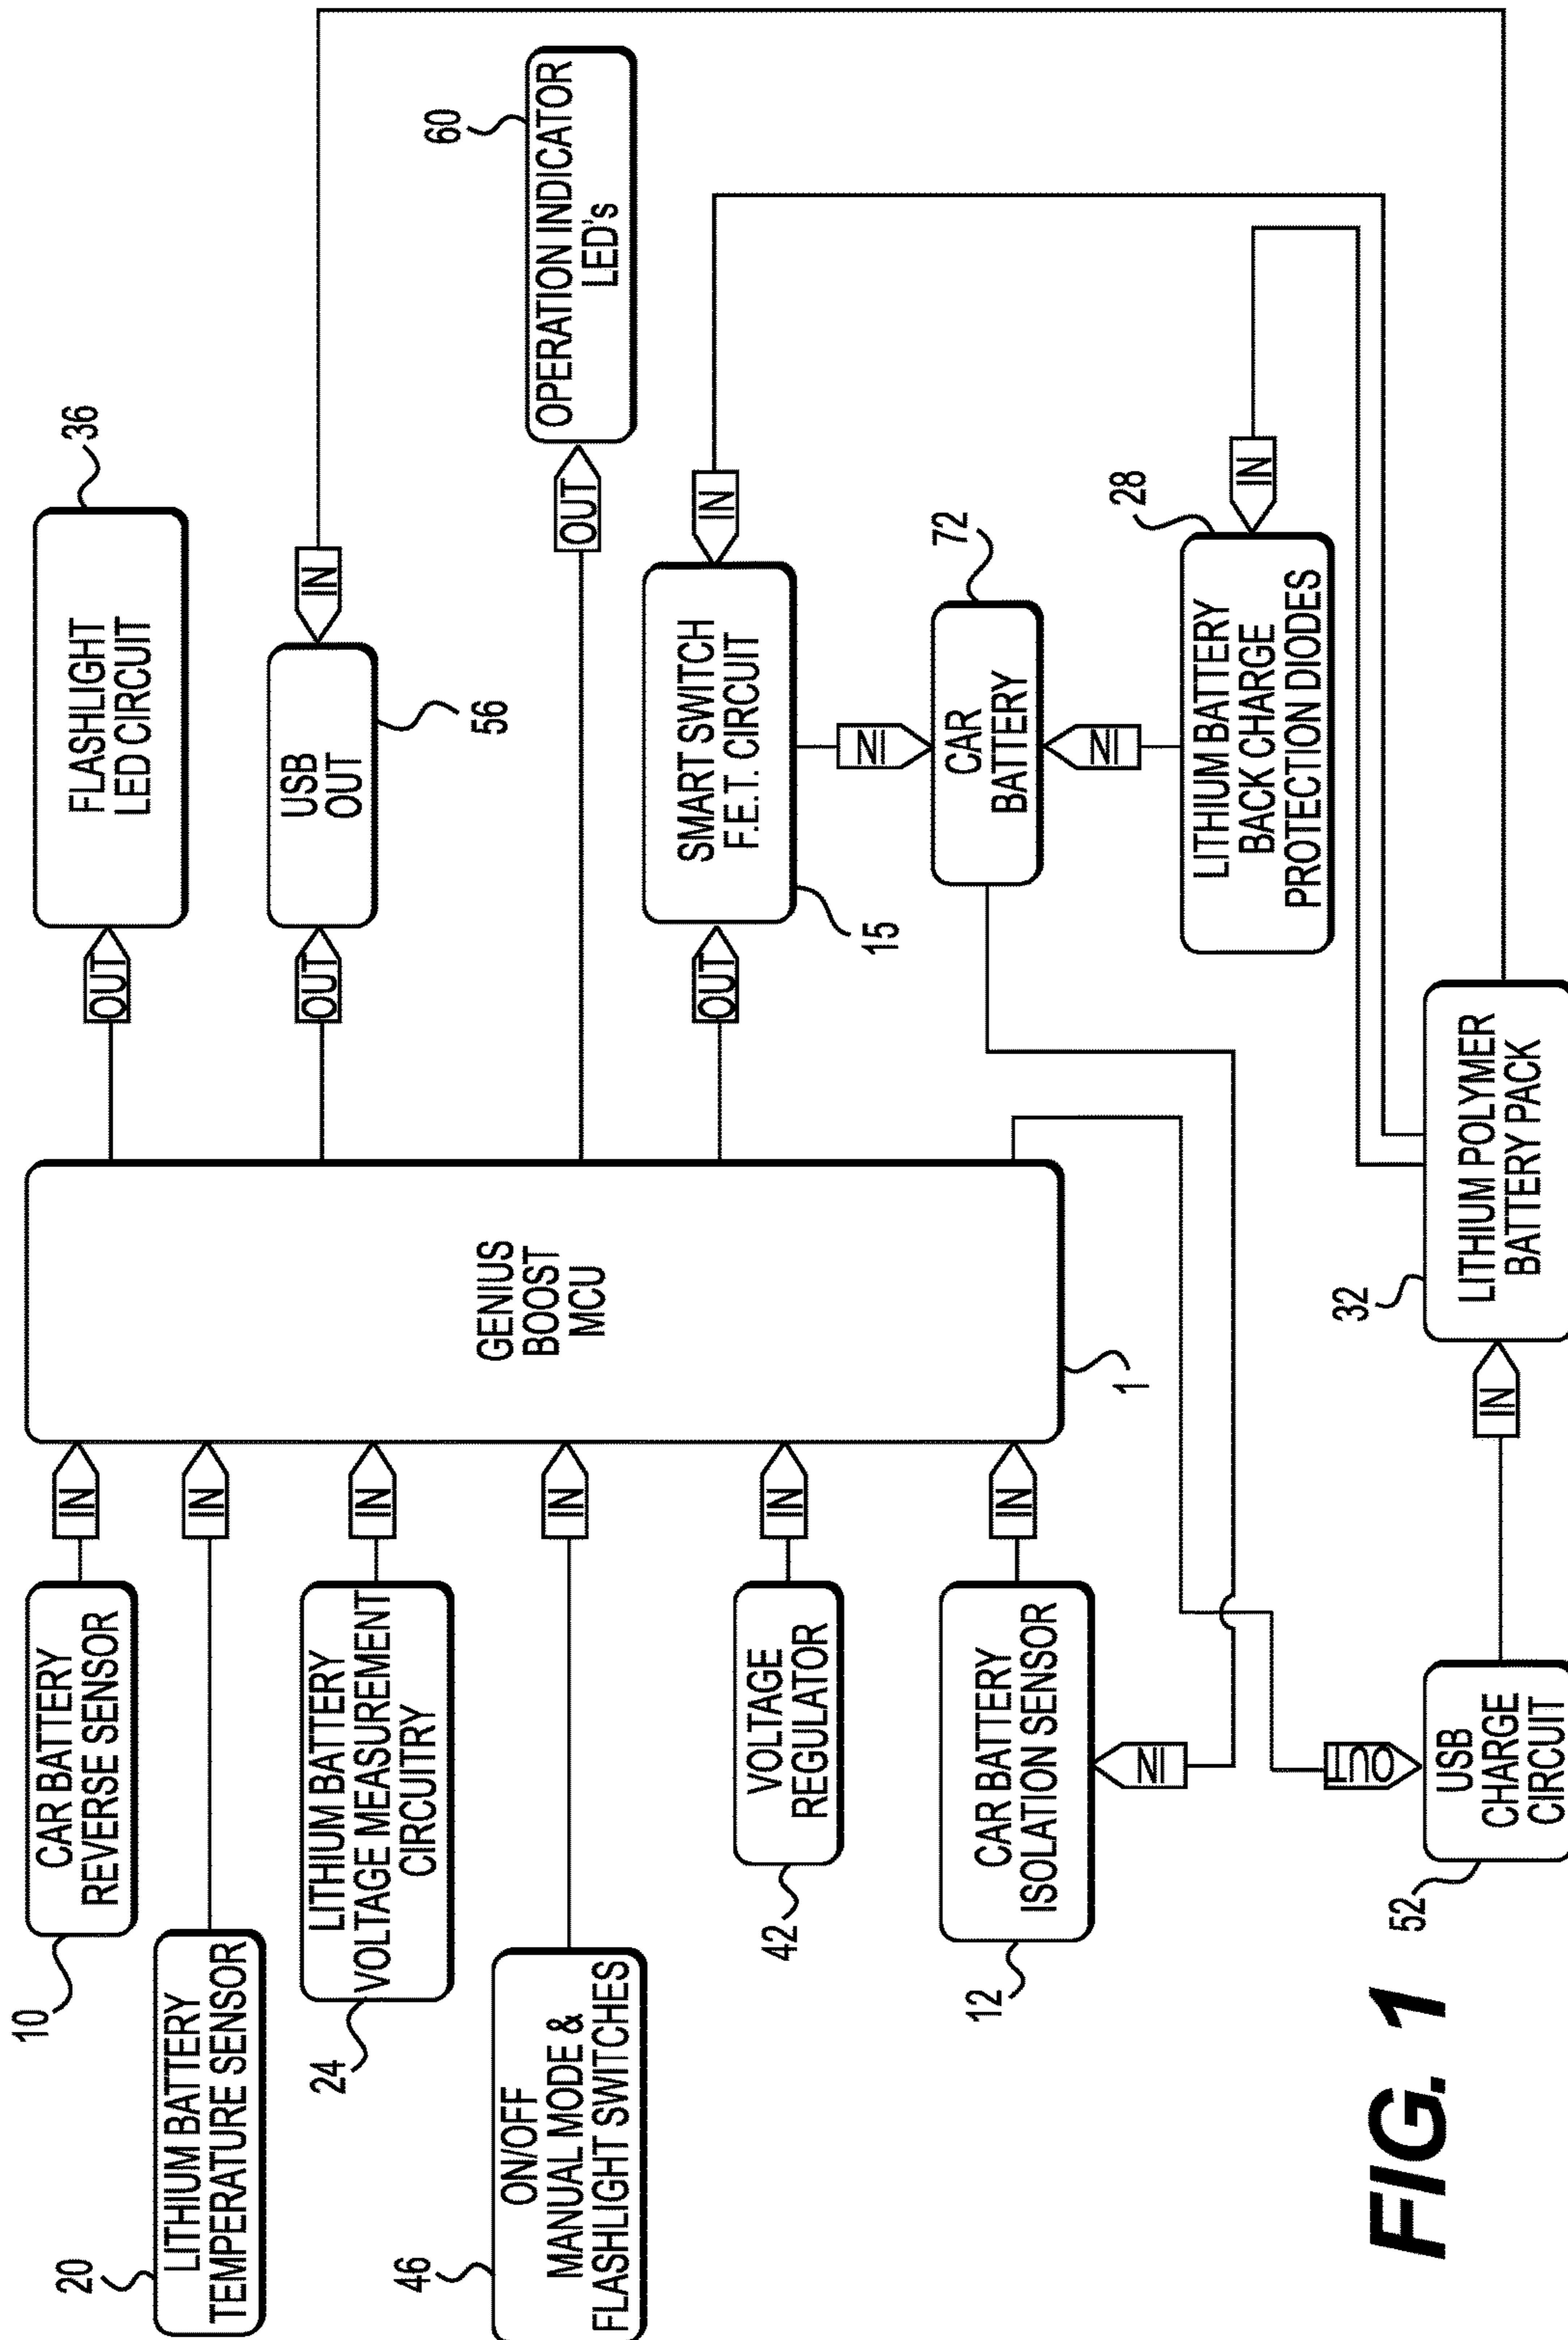 10
CAR BATTERY
REVERSE SENSOR
IN
20
LITHIUM BATTERY
TEMPERATURE SENSOR
IN
24
LITHIUM BATTERY
VOLTAGE MEASUREMENT
CIRCUITRY
IN
46
ON/OFF
MANUAL MODE &
FLASHLIGHT SWITCHES
IN
42
VOLTAGE
REGULATOR
IN
12
CAR BATTERY
ISOLATION SENSOR
IN
IN
GENIUS
BOOST
MCU
1
OUT
FLASHLIGHT
LED CIRCUIT
36
OUT
USB
OUT
56
IN
OUT
OPERATION INDICATOR
LED's
60
OUT
SMART SWITCH
F.E.T. CIRCUIT
15
IN
IN
CAR
BATTERY
72
IN
LITHIUM BATTERY
BACK CHARGE
PROTECTION DIODES
28
IN
OUT
USB
CHARGE
CIRCUIT
52
IN
LITHIUM POLYMER
BATTERY PACK
32
FIG. 1